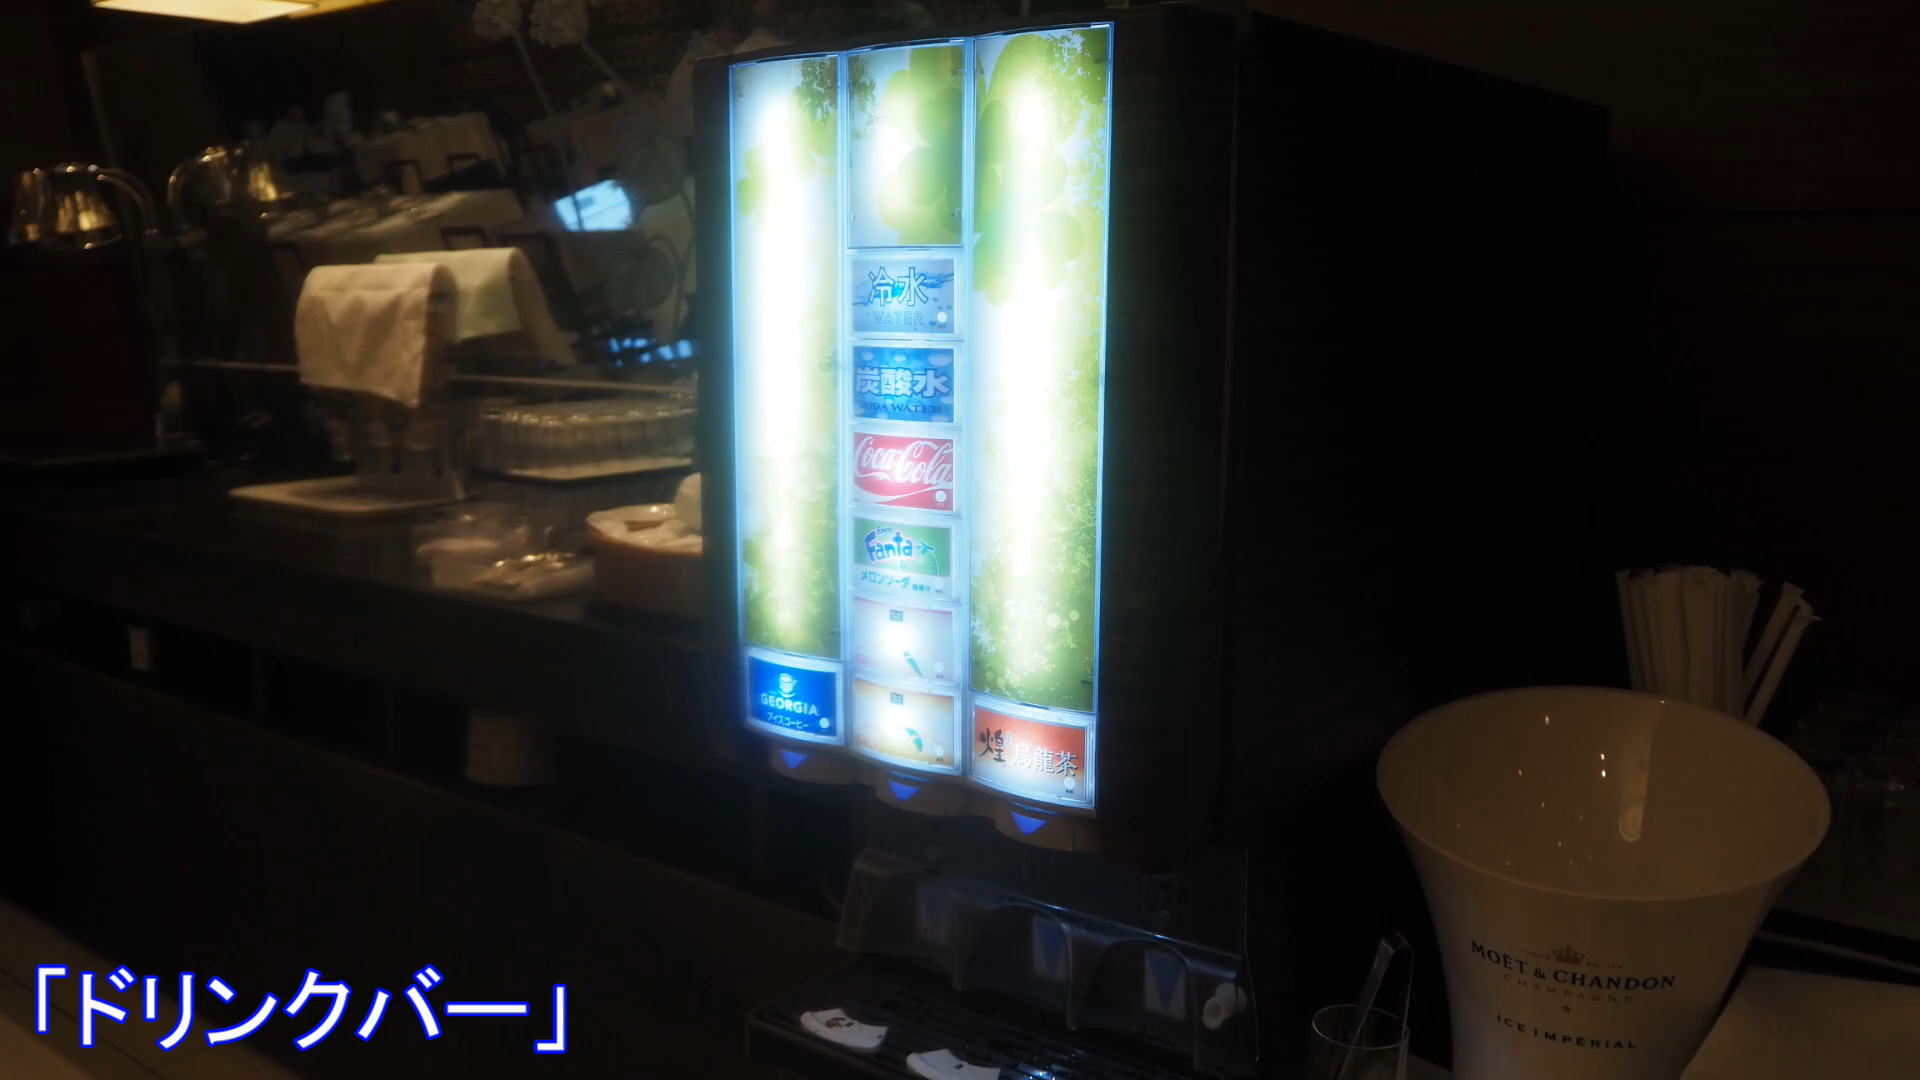 冷水
WATER
炭酸水
SODA WATER
Coca-Cola
Fanta
メロンソーダ
GEORGIA
アイスコーヒー
煌 烏龍茶
MOËT & CHANDON
CHAMPAGNE
ICE IMPÉRIAL
「ドリンクバー」